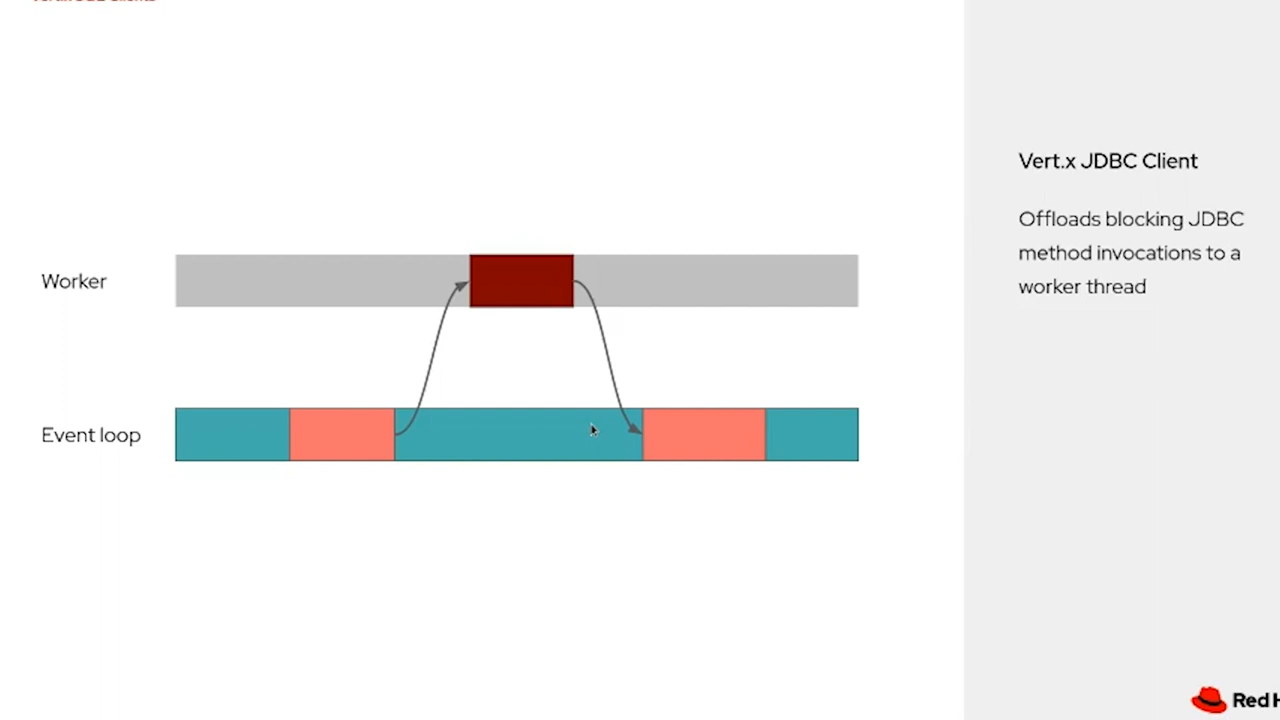 Vert.x JDBC Client
Offloads blocking JDBC
method invocations to a
worker thread
Worker
Event loop
Red H